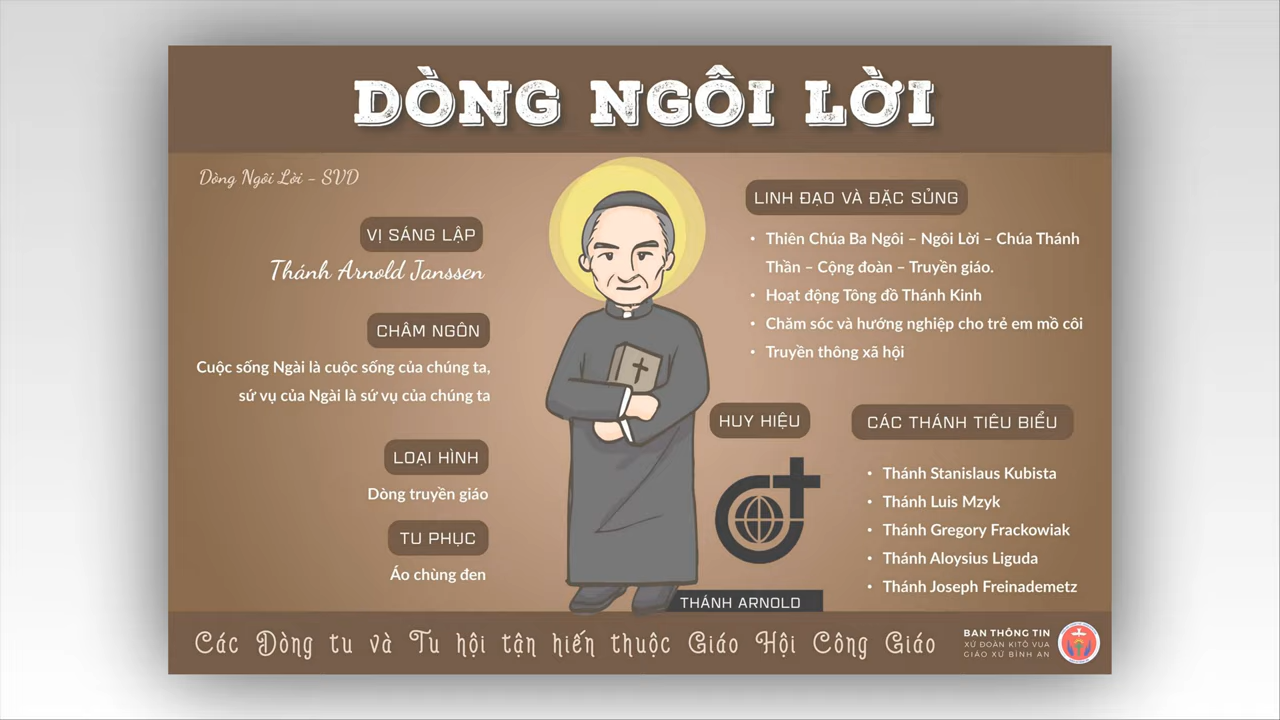 DÒNG NGÔI LỜI
Dòng Ngôi Lời – SVD
VỊ SÁNG LẬP
Thánh Arnold Janssen
CHÂM NGÔN
Cuộc sống Ngài là cuộc sống của chúng ta,
sứ vụ của Ngài là sứ vụ của chúng ta
LOẠI HÌNH
Dòng truyền giáo
TU PHỤC
Áo chùng đen
LINH ĐẠO VÀ ĐẶC SỦNG
• Thiên Chúa Ba Ngôi – Ngôi Lời – Chúa Thánh
Thần – Cộng đoàn – Truyền giáo.
• Hoạt động Tông đồ Thánh Kinh
• Chăm sóc và hướng nghiệp cho trẻ em mồ côi
• Truyền thông xã hội
HUY HIỆU
CÁC THÁNH TIÊU BIỂU
• Thánh Stanislaus Kubista
• Thánh Luis Mzyk
• Thánh Gregory Frackowiak
• Thánh Aloysius Liguda
• Thánh Joseph Freinademetz
THÁNH ARNOLD
Các Dòng tu và Tu hội tận hiến thuộc Giáo Hội Công Giáo
BAN THÔNG TIN
XỨ ĐOÀN KITÔ VUA
GIÁO XỨ BÌNH AN